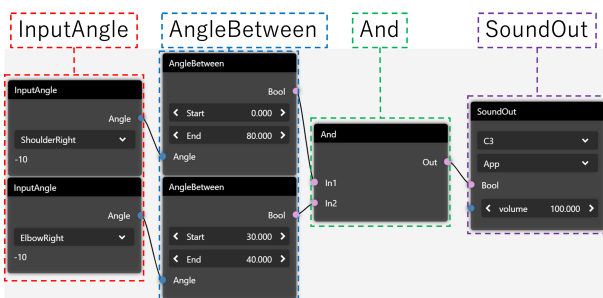 InputAngle
AngleBetween
And
SoundOut
InputAngle
Angle
ShoulderRight
-10
InputAngle
Angle
ElbowRight
-10
AngleBetween
Bool
Start 0.000
End 80.000
Angle
AngleBetween
Bool
Start 30.000
End 40.000
Angle
And
Out
In1
In2
SoundOut
C3
App
Bool
volume 100.000